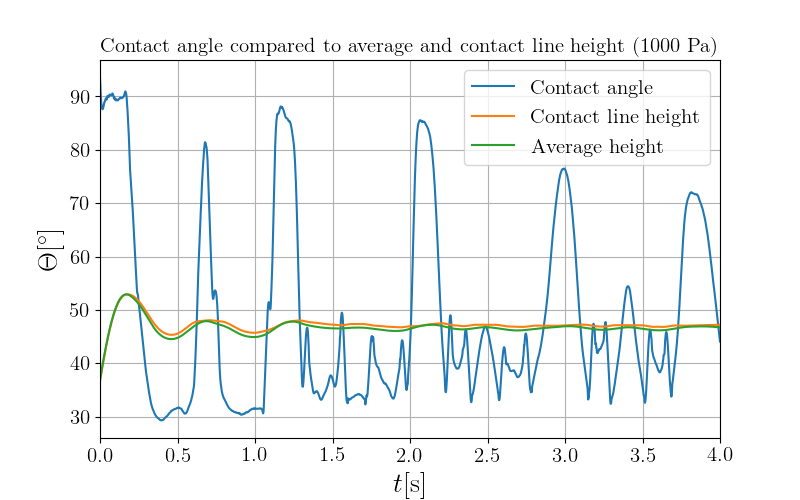 Contact angle compared to average and contact line height (1000 Pa)
Contact angle
Contact line height
Average height
90
80
70
60
50
40
30
Θ[°]
0.0 0.5 1.0 1.5 2.0 2.5 3.0 3.5 4.0
t[s]